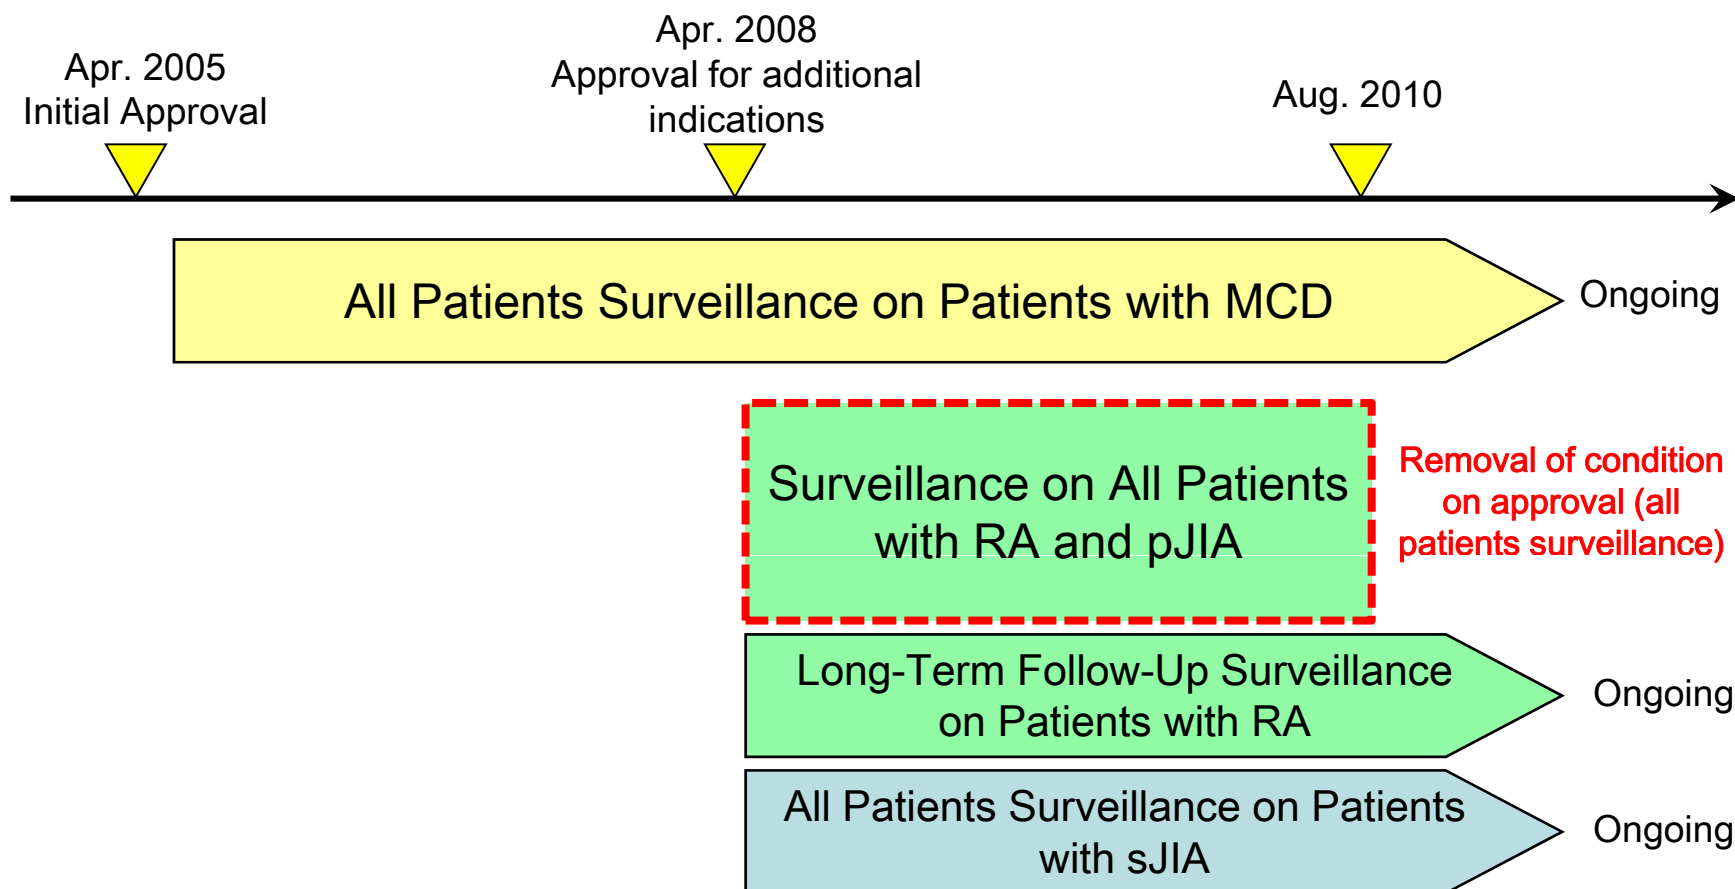 Apr. 2005
Initial Approval
Apr. 2008
Approval for additional
indications
Aug. 2010
All Patients Surveillance on Patients with MCD
Ongoing
Surveillance on All Patients
with RA and pJIA
Removal of condition
on approval (all
patients surveillance)
Long-Term Follow-Up Surveillance
on Patients with RA
Ongoing
All Patients Surveillance on Patients
with sJIA
Ongoing